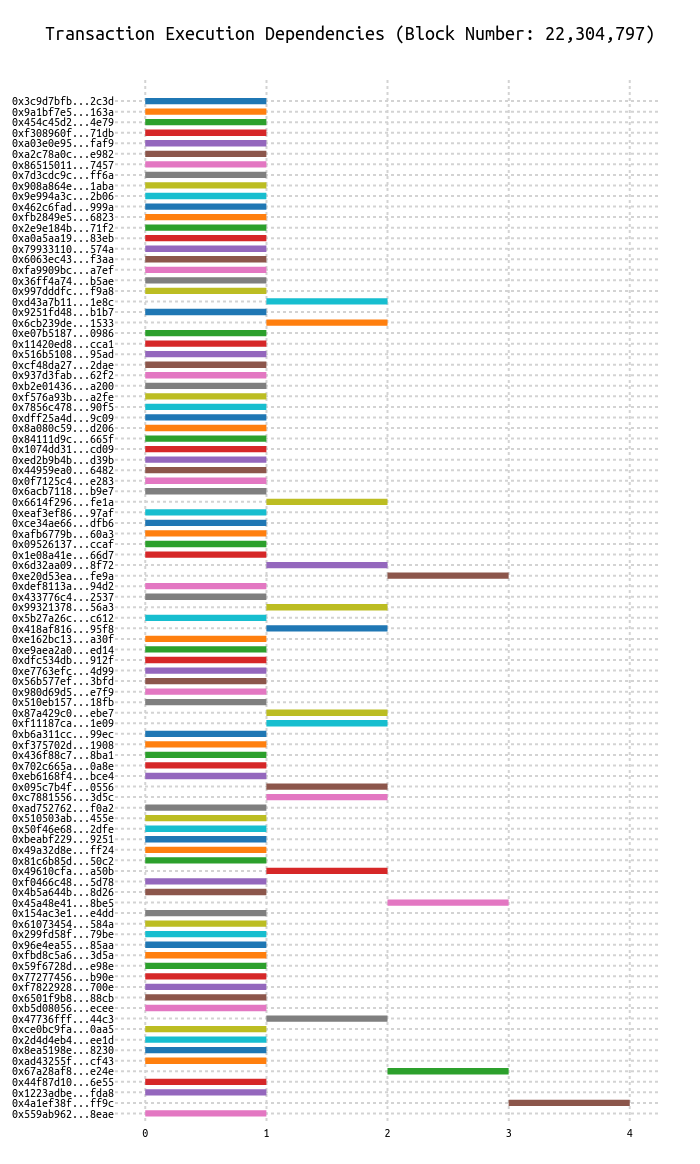 Transaction Execution Dependencies (Block Number: 22,304,797)
0x3c9d7bfb...2c3d
0x9a1bf7e5...163a
0x454c45d2...4e79
0xf308960f...71db
0xa03e0e95...faf9
0xa2c78a0c...e982
0x86515011...7457
0x7d3cdc9c...ff6a
0x908a864e...1aba
0x9e994a3c...2b06
0x462c6fad...999a
0xfb2849e5...6823
0x2e9e184b...71f2
0xa0a5aa19...83eb
0x79933110...574a
0x6063ec43...f3aa
0xfa9909bc...a7ef
0x36ff4a74...b5ae
0x997dddfc...f9a8
0xd43a7b11...1e8c
0x9251fd48...b1b7
0x6cb239de...1533
0xe07b5187...0986
0x11420ed8...cca1
0x516b5108...95ad
0xcf48da27...2dae
0x937d3fab...62f2
0xb2e01436...a200
0xf576a93b...a2fe
0x7856c478...90f5
0xdff25a4d...9c09
0x8a080c59...d206
0x84111d9c...665f
0x1074dd31...cd09
0xed2b9b4b...d39b
0x44959ea0...6482
0x0f7125c4...e283
0x6acb7118...b9e7
0x6614f296...fe1a
0xeaf3ef86...97af
0xce34ae66...dfb6
0xafb6779b...60a3
0x09526137...ccaf
0x1e08a41e...66d7
0x6d32aa09...8f72
0xe20d53ea...fe9a
0xdef8113a...94d2
0x433776c4...2537
0x99321378...56a3
0x5b27a26c...c612
0x418af816...95f8
0xe162bc13...a30f
0xe9aea2a0...ed14
0xdfc534db...912f
0xe7763efc...4d99
0x56b577ef...3bfd
0x980d69d5...e7f9
0x510eb157...18fb
0x87a429c0...ebe7
0xf11187ca...1e09
0xb6a311cc...99ec
0xf375702d...1908
0x436f88c7...8ba1
0x702c665a...0a8e
0xeb6168f4...bce4
0x095c7b4f...0556
0xc7881556...3d5c
0xad752762...f0a2
0x510503ab...455e
0x50f46e68...2dfe
0xbeabf229...9251
0x49a32d8e...ff24
0x81c6b85d...50c2
0x49610cfa...a50b
0xf0466c48...5d78
0x4b5a644b...8d26
0x45a48e41...8be5
0x154ac3e1...e4dd
0x61073454...584a
0x299fd58f...79be
0x96e4ea55...85aa
0xfbd8c5a6...3d5a
0x59f6728d...e98e
0x77277456...b90e
0xf7822928...700e
0x6501f9b8...88cb
0xb5d08056...ecee
0x47736fff...44c3
0xce0bc9fa...0aa5
0x2d4d4eb4...ee1d
0x8ea5198e...8230
0xad43255f...cf43
0x67a28af8...e24e
0x44f87d10...6e55
0x1223adbe...fda8
0x4a1ef38f...ff9c
0x559ab962...8eae
0 1 2 3 4